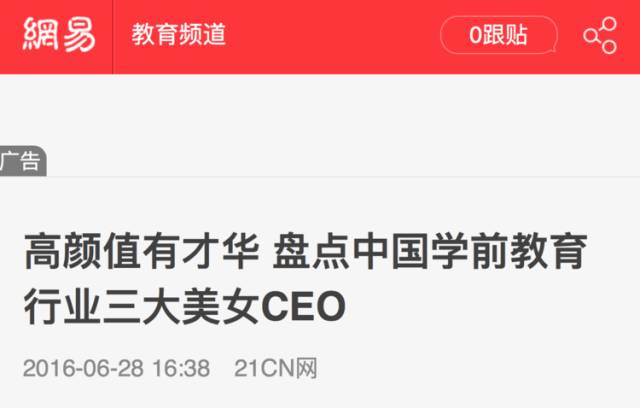 網易 教育频道 0跟贴
广告
高颜值有才华 盘点中国学前教育
行业三大美女CEO
2016-06-28 16:38 21CN网